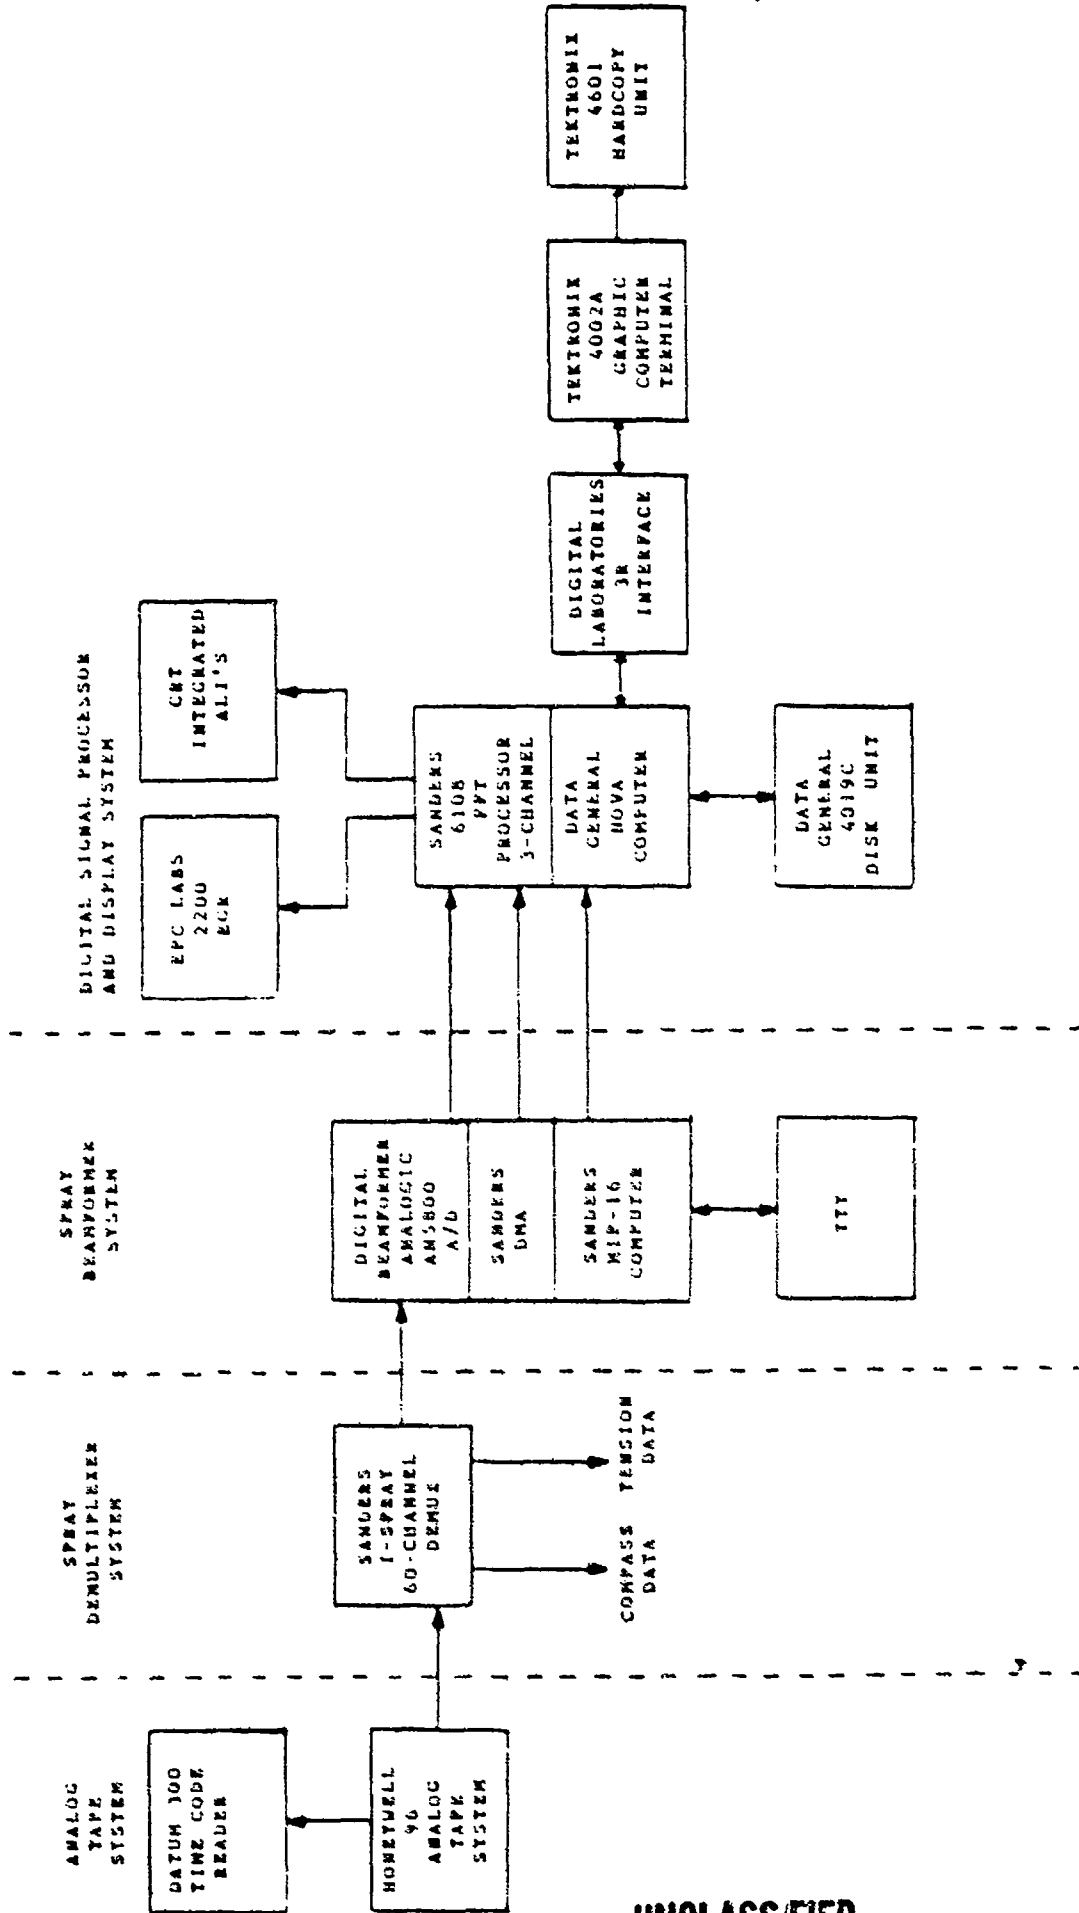 ANALOG
TAPE
SYSTEM
DATUM 300
TIME CODE
READER
HONEYWELL
96
ANALOG
TAPE
SYSTEM
SPRAY
DEMULTIPLEXER
SYSTEM
SANDERS
I-SPRAY
60-CHANNEL
DEMUX
COMPASS
DATA
TENSION
DATA
SPRAY
BEAMFORMER
SYSTEM
DIGITAL
BEAMFORMER
ANALOGIC
AN5800
A/D
SANDERS
DMA
SANDERS
MIP-16
COMPUTER
TTY
DIGITAL SIGNAL PROCESSOR
AND DISPLAY SYSTEM
EPC LABS
2200
CRT
INTEGRATED
ALI'S
SANDERS
610B
FFT
PROCESSOR
3-CHANNEL
DATA
GENERAL
NOVA
COMPUTER
DATA
GENERAL
4019C
DISK UNIT
DIGITAL
LABORATORIES
3R
INTERFACE
TEKTRONIX
4002A
GRAPHIC
COMPUTER
TERMINAL
TEKTRONIX
4601
HARDCOPY
UNIT
UNCLASSIFIED